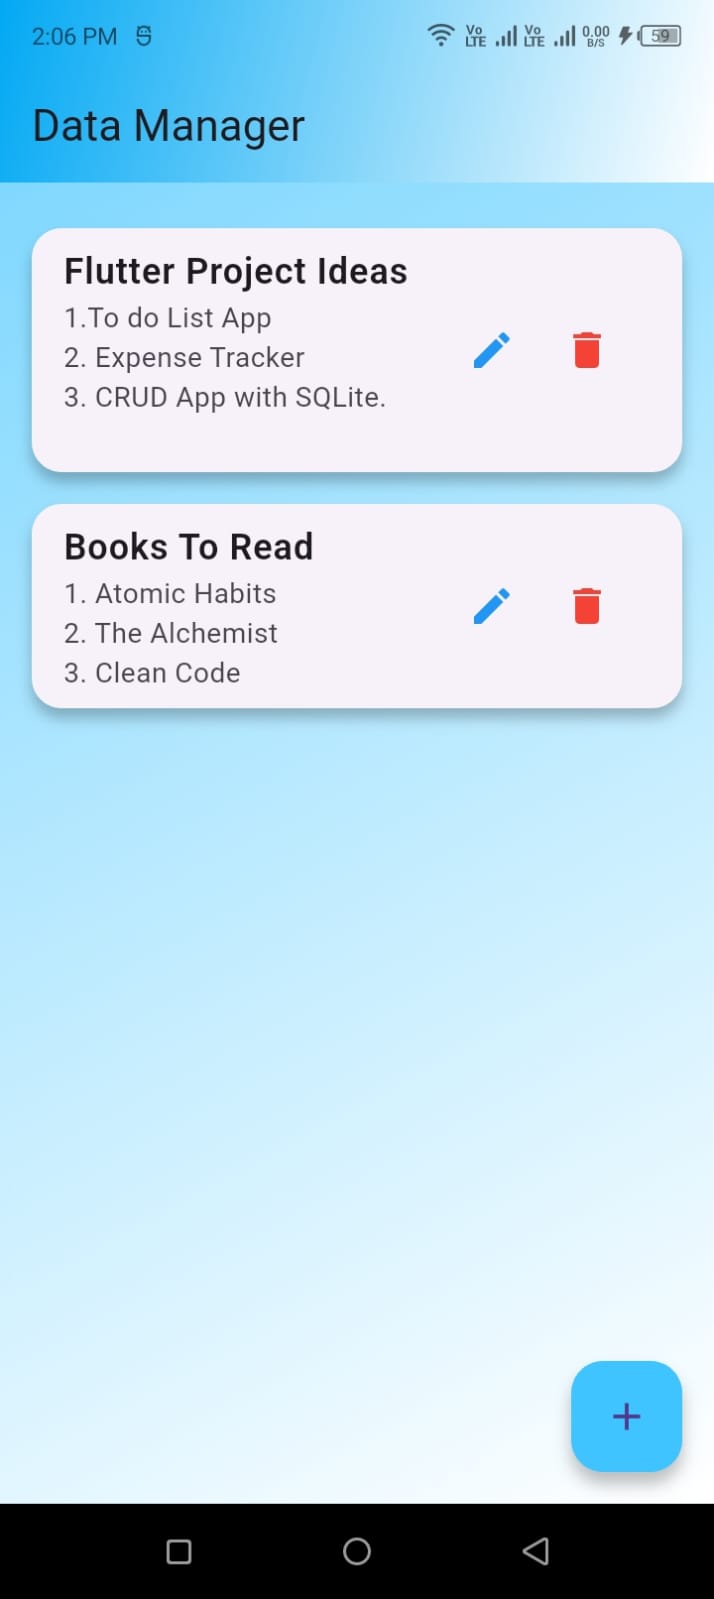 2:06 PM
Vo LTE Vo LTE 0.00 B/S 59
Data Manager
Flutter Project Ideas
1.To do List App
2. Expense Tracker
3. CRUD App with SQLite.
Books To Read
1. Atomic Habits
2. The Alchemist
3. Clean Code